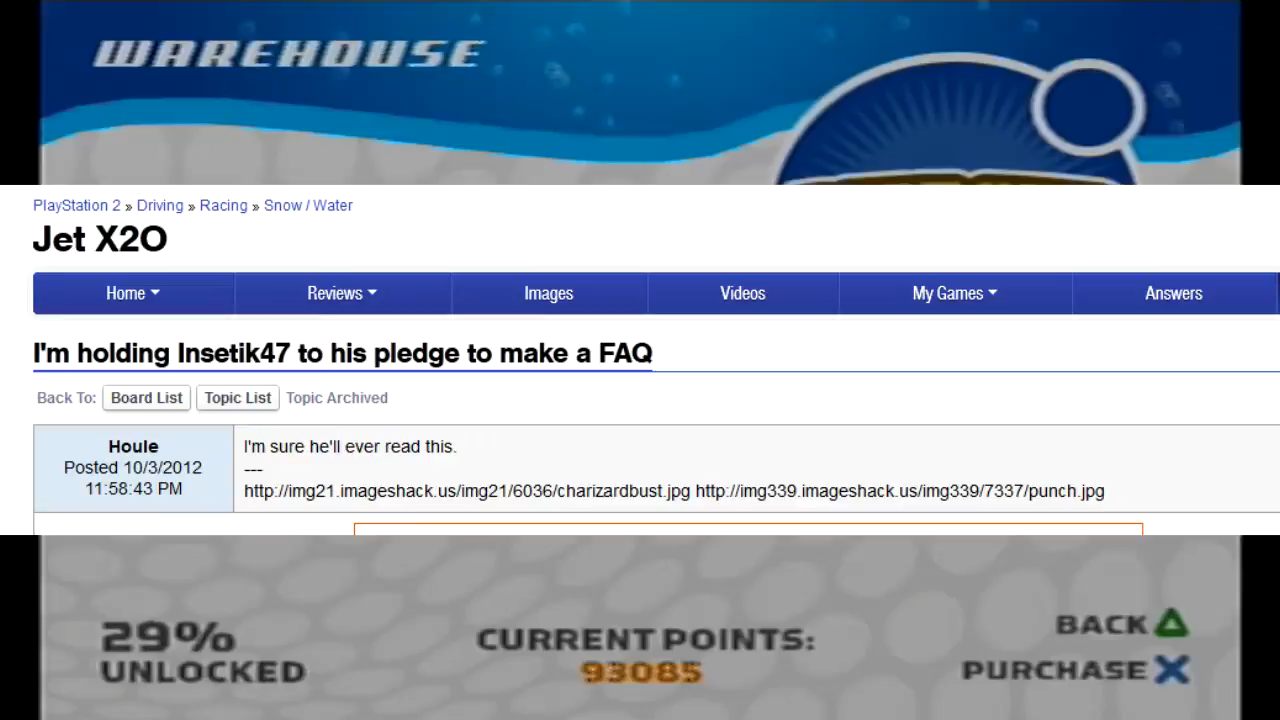 WAREHOUSE
PlayStation 2 » Driving » Racing » Snow / Water
Jet X2O
Home Reviews Images Videos My Games Answers
I'm holding Insetik47 to his pledge to make a FAQ
Back To: Board List Topic List Topic Archived
Houle
Posted 10/3/2012
11:58:43 PM
I'm sure he'll ever read this.
---
http://img21.imageshack.us/img21/6036/charizardbust.jpg http://img339.imageshack.us/img339/7337/punch.jpg
29%
UNLOCKED
CURRENT POINTS:
93085
BACK
PURCHASE